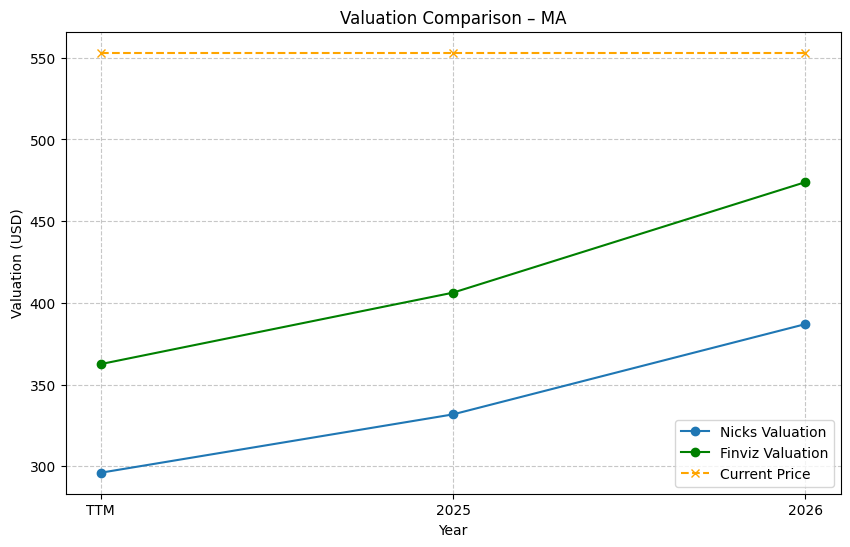 Valuation Comparison – MA
Valuation (USD)
550
500
450
400
350
300
TTM
2025
2026
Year
Nicks Valuation
Finviz Valuation
Current Price